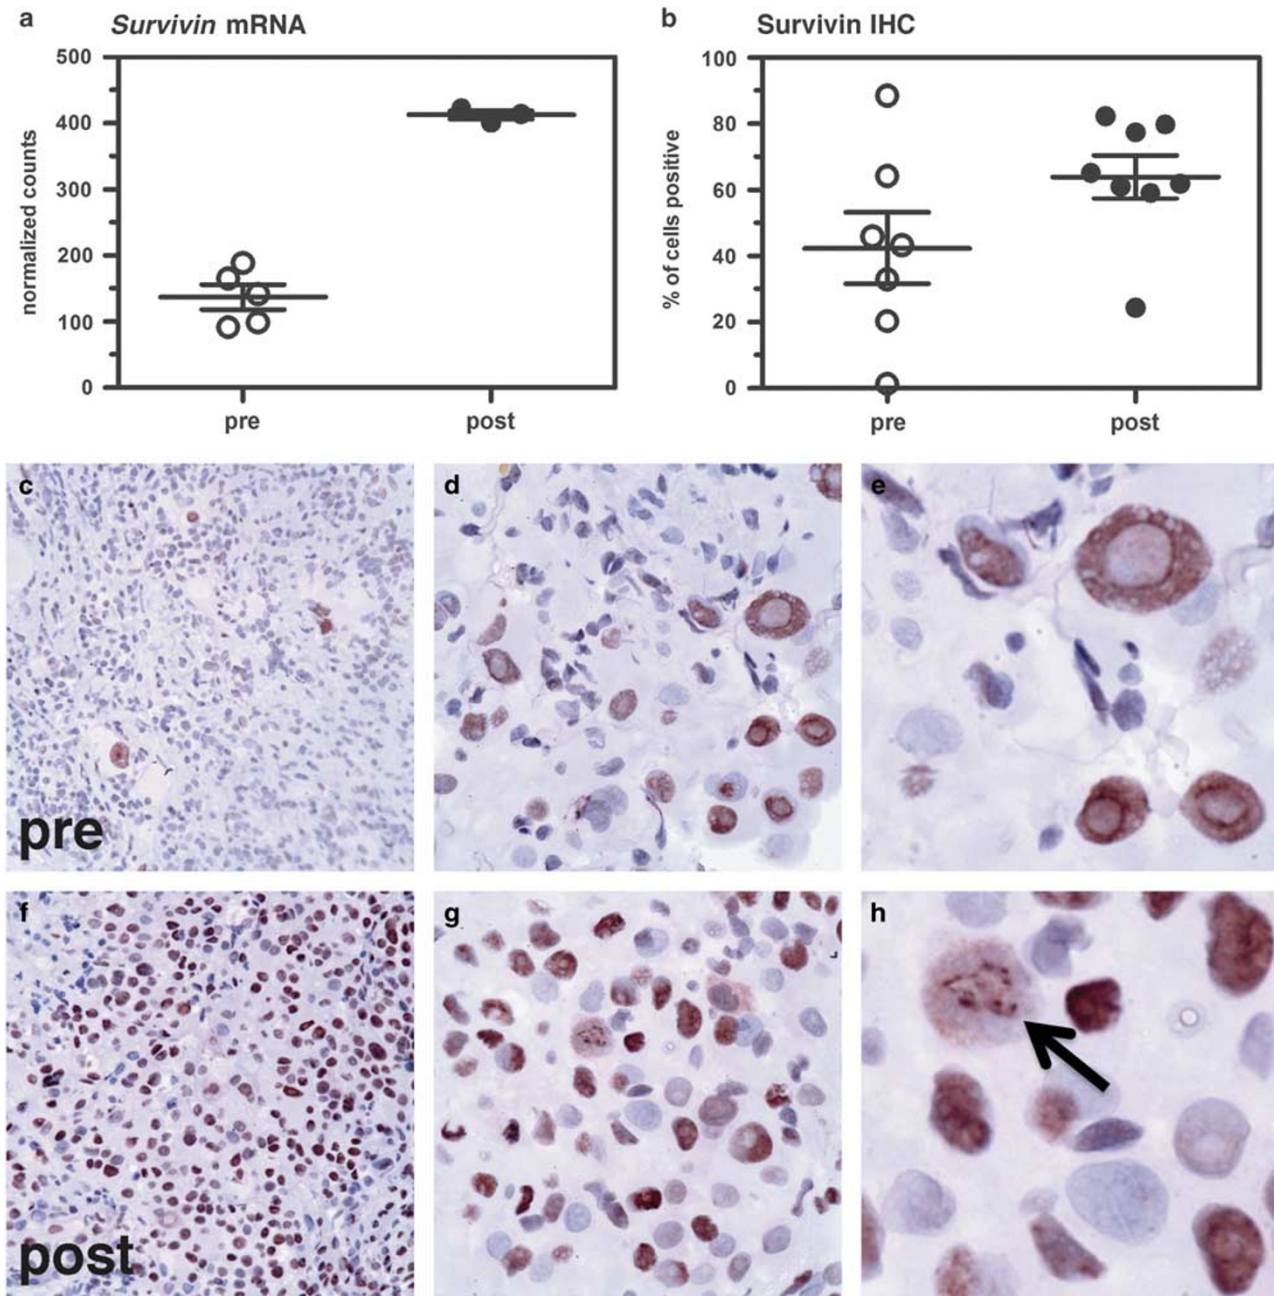 a Survivin mRNA
500
400
300
200
100
0
normalized counts
pre post
b Survivin IHC
100
80
60
40
20
0
% of cells positive
pre post
c
pre
d
e
f
post
g
h